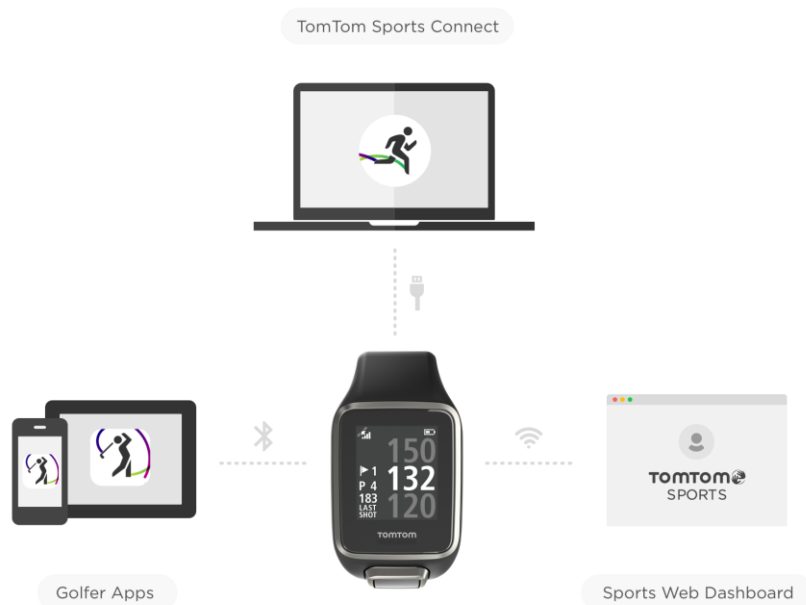 TomTom Sports Connect
150
1 132
P 4
183
LAST
SHOT
120
TOMTOM
TOMTOM
SPORTS
Golfer Apps
Sports Web Dashboard